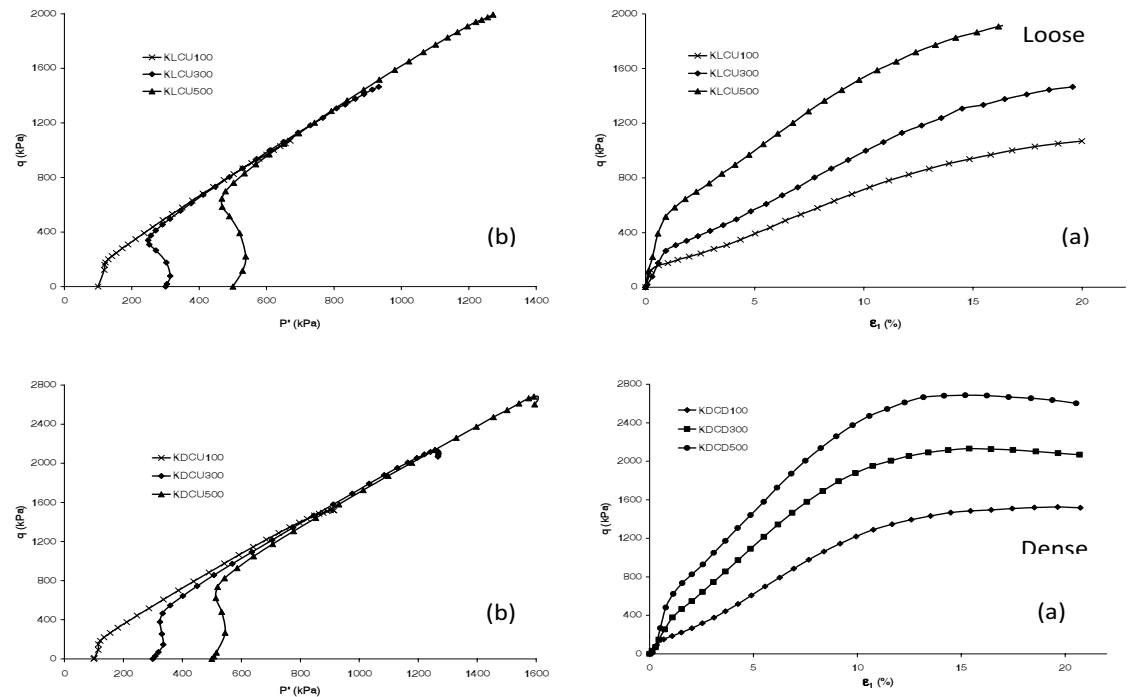 2000
1600
1200
800
400
0
q (kPa)
KLCU100
KLCU300
KLCU500
(b)
0 200 400 600 800 1000 1200 1400
P' (kPa)
2000
1600
1200
800
400
0
q (kPa)
KLCU100
KLCU300
KLCU500
Loose
(a)
0 5 10 15 20
ε1 (%)
2800
2400
2000
1600
1200
800
400
0
q (kPa)
KDCU100
KDCU300
KDCU500
(b)
0 200 400 600 800 1000 1200 1400 1600
P' (kPa)
2800
2400
2000
1600
1200
800
400
0
q (kPa)
KDCD100
KDCD300
KDCD500
Dense
(a)
0 5 10 15 20
ε1 (%)